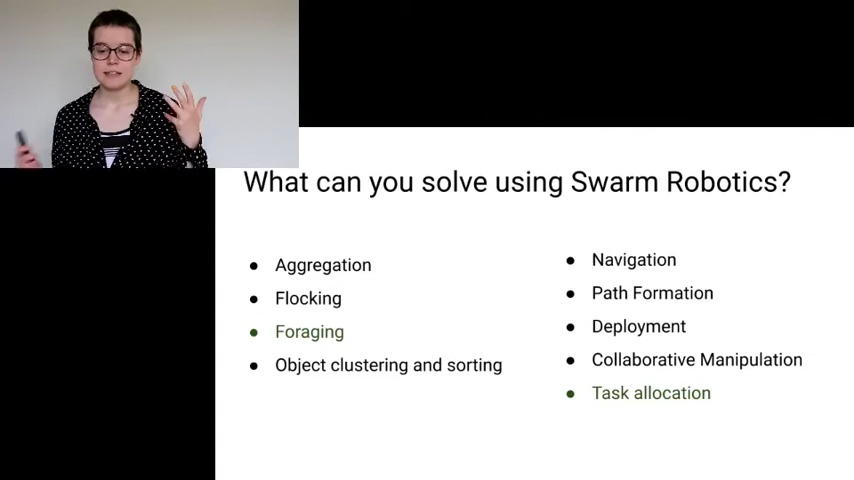 What can you solve using Swarm Robotics?
● Aggregation
● Flocking
● Foraging
● Object clustering and sorting
● Navigation
● Path Formation
● Deployment
● Collaborative Manipulation
● Task allocation